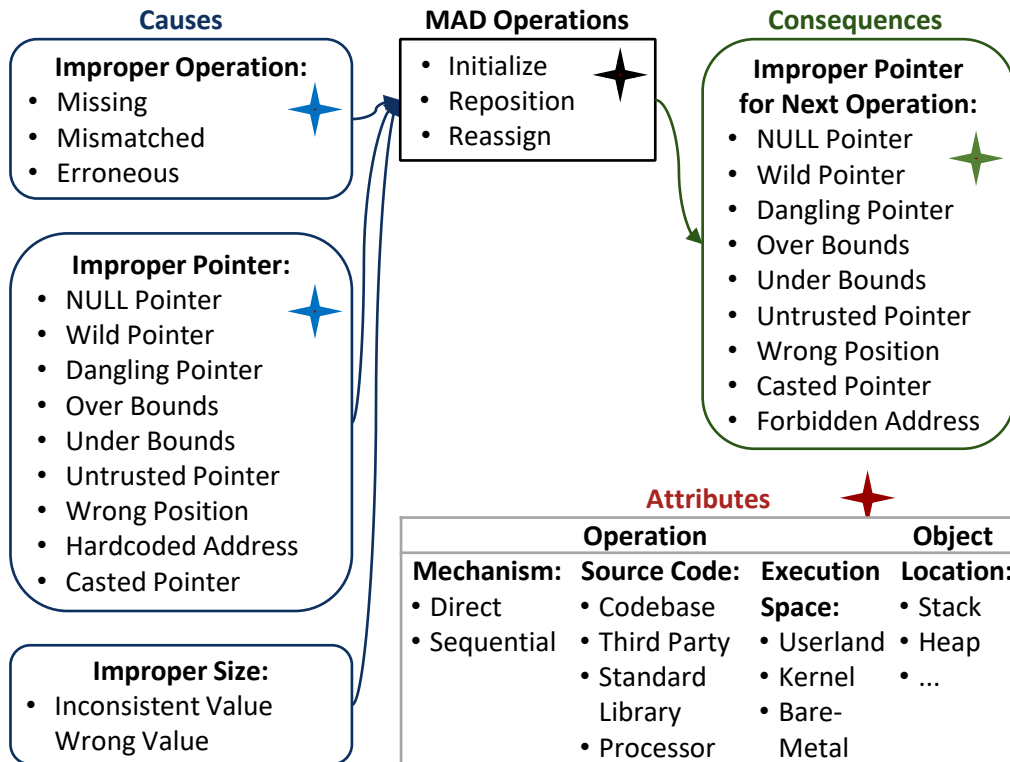 Causes
Improper Operation:
• Missing
• Mismatched
• Erroneous
Improper Pointer:
• NULL Pointer
• Wild Pointer
• Dangling Pointer
• Over Bounds
• Under Bounds
• Untrusted Pointer
• Wrong Position
• Hardcoded Address
• Casted Pointer
Improper Size:
• Inconsistent Value
Wrong Value
MAD Operations
• Initialize
• Reposition
• Reassign
Consequences
Improper Pointer
for Next Operation:
• NULL Pointer
• Wild Pointer
• Dangling Pointer
• Over Bounds
• Under Bounds
• Untrusted Pointer
• Wrong Position
• Casted Pointer
• Forbidden Address
Attributes
Operation
Object
Mechanism:
• Direct
• Sequential
Source Code:
• Codebase
• Third Party
• Standard
Library
• Processor
Execution
Space:
• Userland
• Kernel
• Bare-
Metal
Location:
• Stack
• Heap
• ...